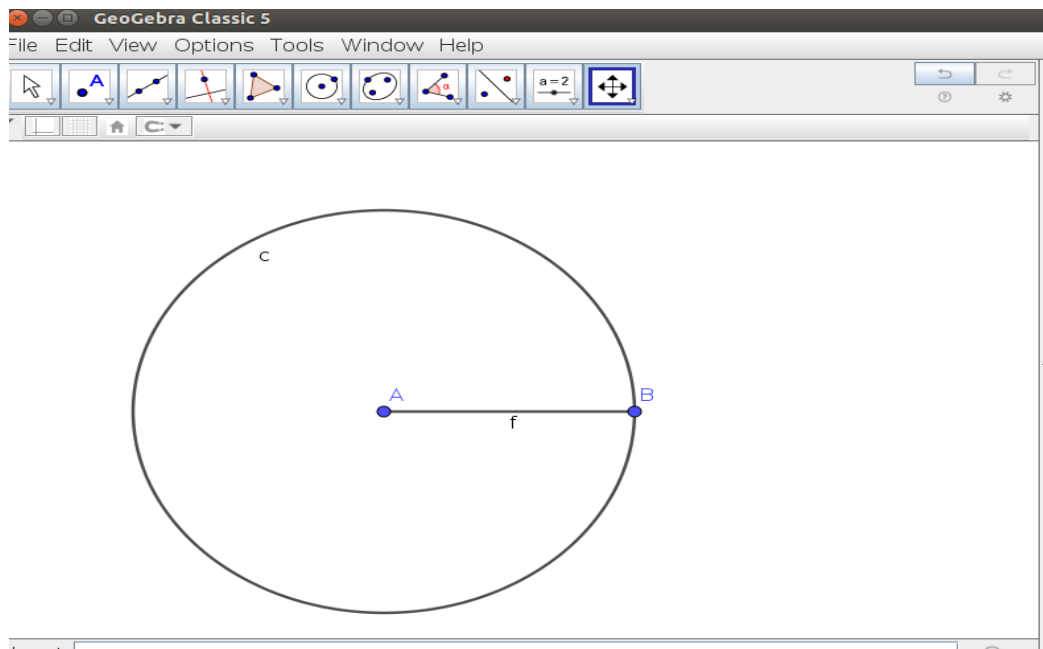 GeoGebra Classic 5
File Edit View Options Tools Window Help
A
α
a=2
c
A
B
f